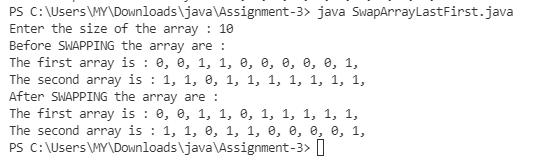 PS C:\Users\MY\Downloads\java\Assignment-3> java SwapArrayLastFirst.java
Enter the size of the array : 10
Before SWAPPING the array are :
The first array is : 0, 0, 1, 1, 0, 0, 0, 0, 0, 1,
The second array is : 1, 1, 0, 1, 1, 1, 1, 1, 1, 1,
After SWAPPING the array are :
The first array is : 0, 0, 1, 1, 0, 1, 1, 1, 1, 1,
The second array is : 1, 1, 0, 1, 1, 0, 0, 0, 0, 1,
PS C:\Users\MY\Downloads\java\Assignment-3>